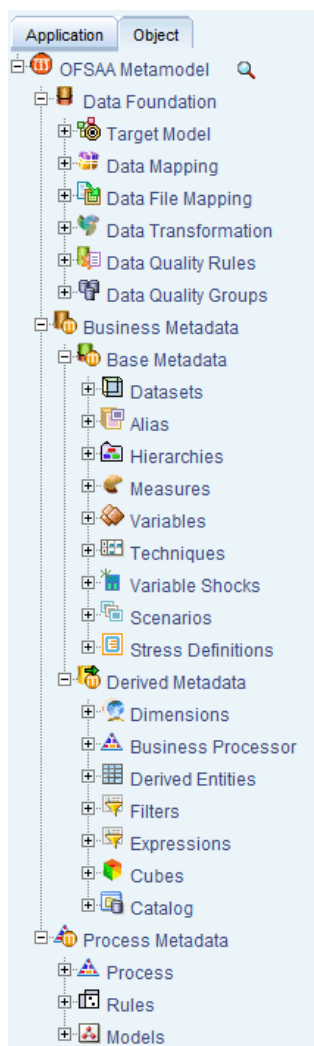 Application Object
OFSAA Metamodel
Data Foundation
Target Model
Data Mapping
Data File Mapping
Data Transformation
Data Quality Rules
Data Quality Groups
Business Metadata
Base Metadata
Datasets
Alias
Hierarchies
Measures
Variables
Techniques
Variable Shocks
Scenarios
Stress Definitions
Derived Metadata
Dimensions
Business Processor
Derived Entities
Filters
Expressions
Cubes
Catalog
Process Metadata
Process
Rules
Models